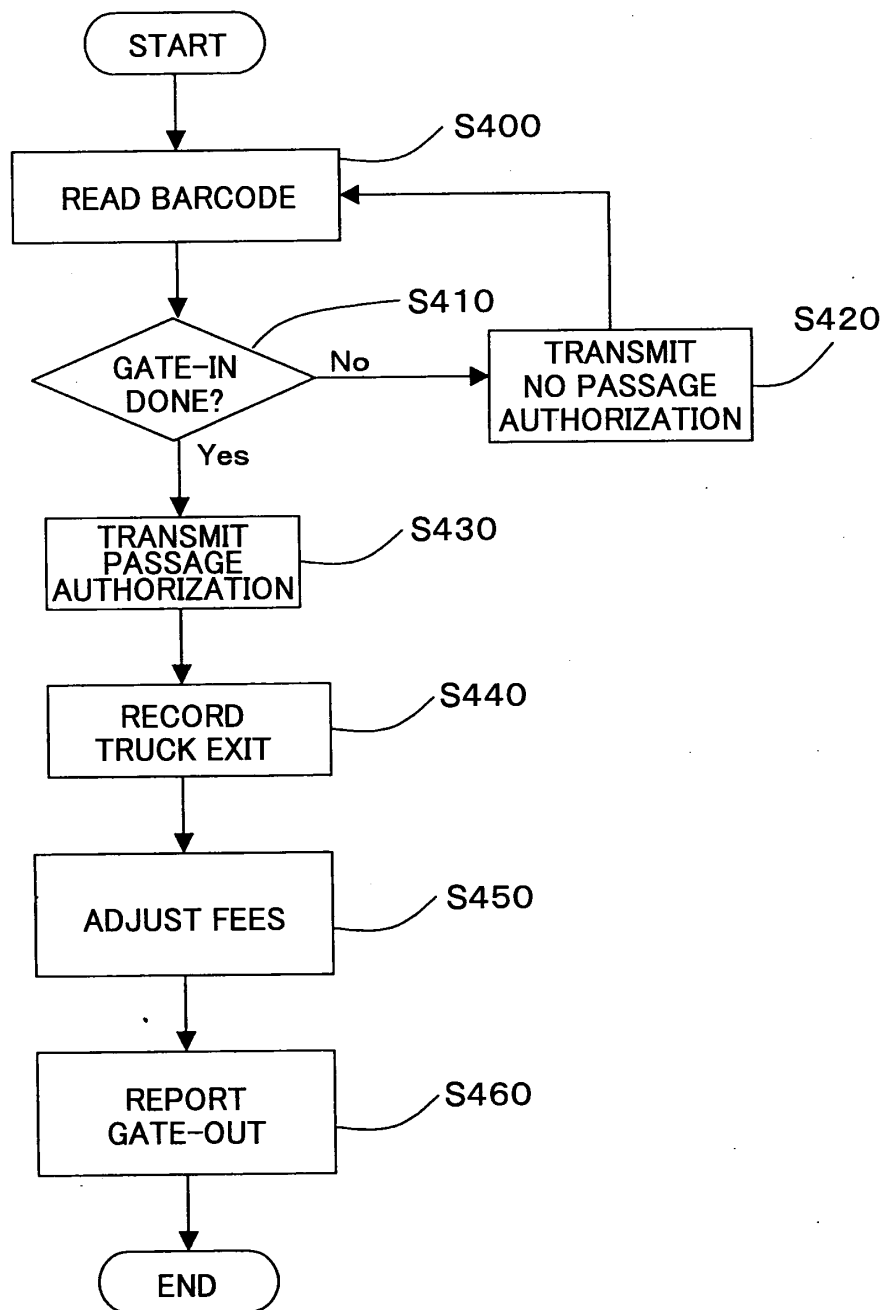 START
S400
READ BARCODE
S410
GATE-IN
DONE?
No
S420
TRANSMIT
NO PASSAGE
AUTHORIZATION
Yes
S430
TRANSMIT
PASSAGE
AUTHORIZATION
S440
RECORD
TRUCK EXIT
S450
ADJUST FEES
S460
REPORT
GATE-OUT
END